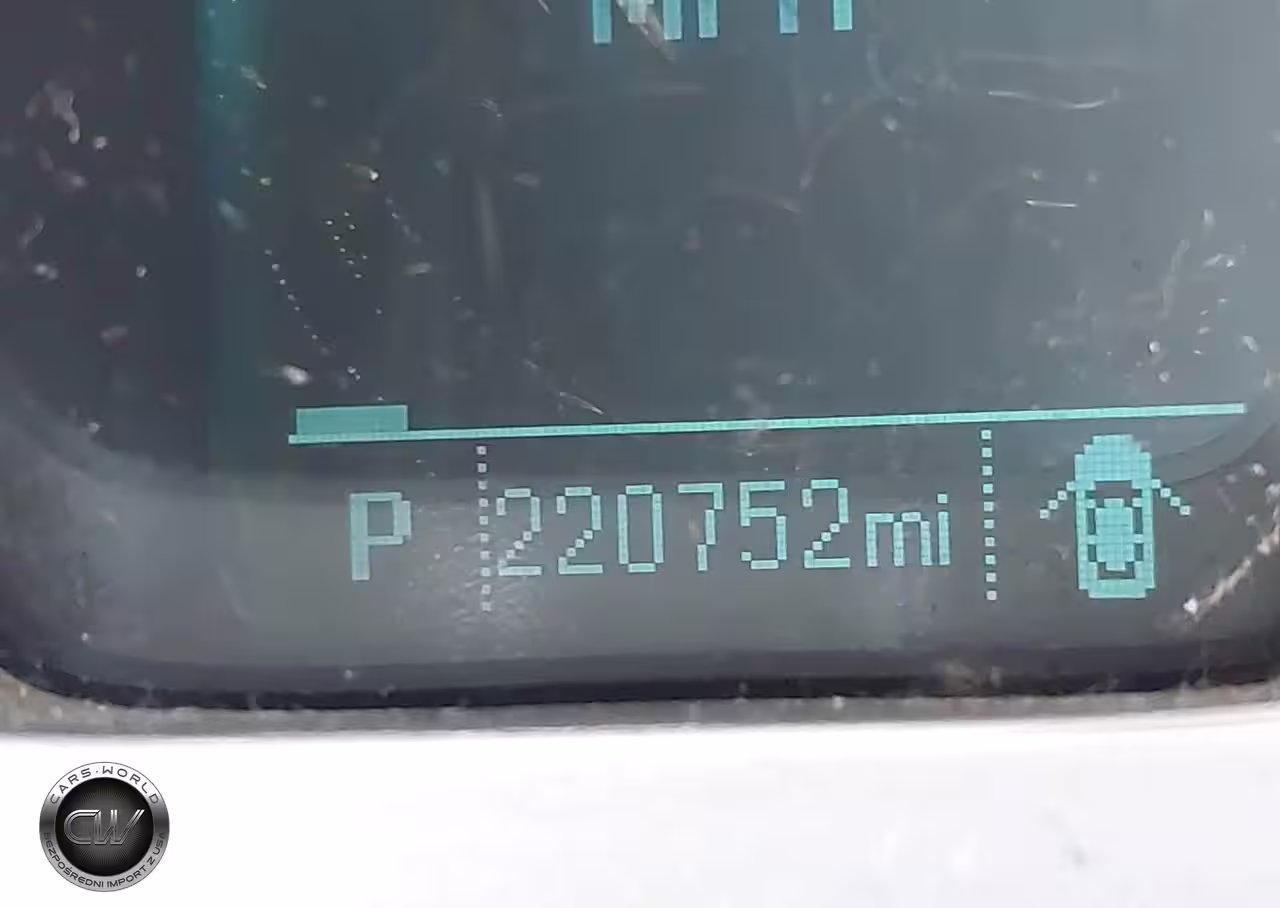 P 220752mi
CARS·WORLD
CW
BEZPOŚREDNI IMPORT Z USA